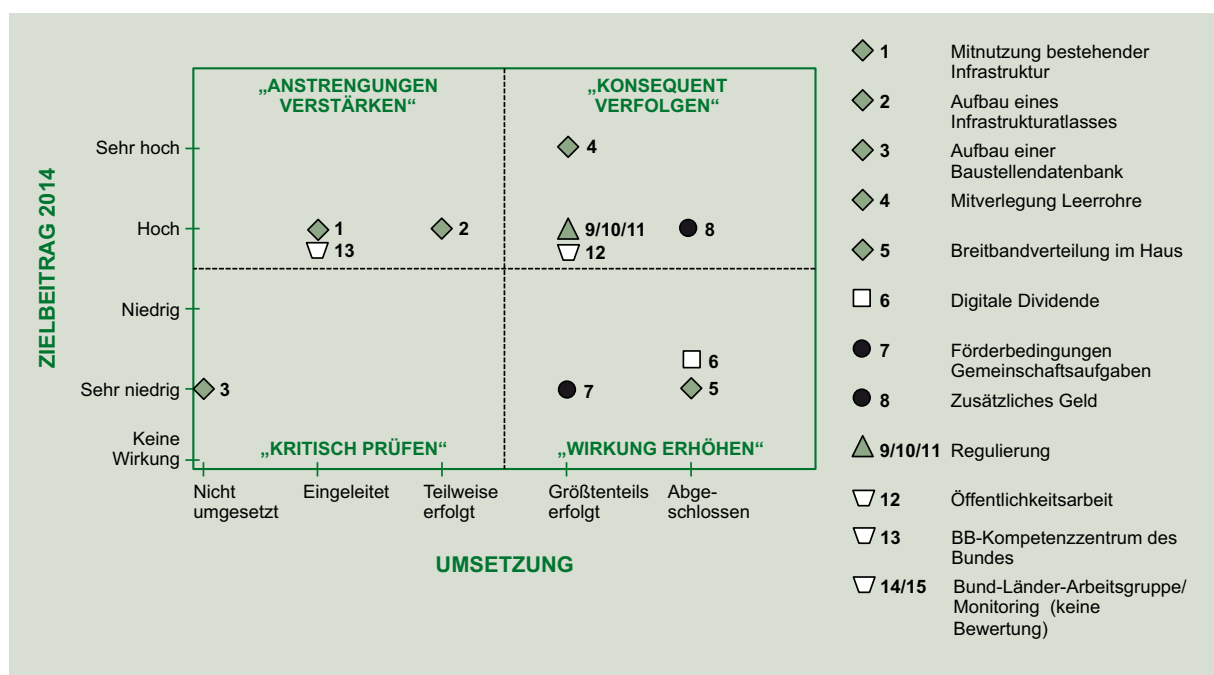 ZIELBEITRAG 2014
„ANSTRENGUNGEN
VERSTÄRKEN“
„KONSEQUENT
VERFOLGEN“
Sehr hoch
4
Hoch
1
2
9/10/11
8
13
12
Niedrig
6
Sehr niedrig
3
7
5
Keine
Wirkung
„KRITISCH PRÜFEN“
„WIRKUNG ERHÖHEN“
Nicht
umgesetzt
Eingeleitet
Teilweise
erfolgt
Größtenteils
erfolgt
Abge-
schlossen
UMSETZUNG
1 Mitnutzung bestehender
Infrastruktur
2 Aufbau eines
Infrastrukturatlasses
3 Aufbau einer
Baustellendatenbank
4 Mitverlegung Leerrohre
5 Breitbandverteilung im Haus
6 Digitale Dividende
7 Förderbedingungen
Gemeinschaftsaufgaben
8 Zusätzliches Geld
9/10/11 Regulierung
12 Öffentlichkeitsarbeit
13 BB-Kompetenzzentrum des
Bundes
14/15 Bund-Länder-Arbeitsgruppe/
Monitoring (keine
Bewertung)